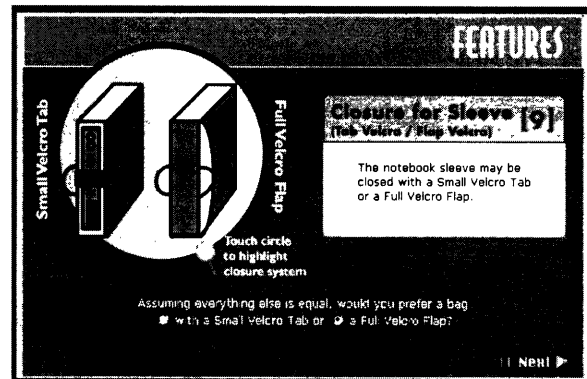 FEATURES
Small Velcro Tab
Full Velcro Flap
Closure for Sleeve [9]
[Tab Velcro / Flap Velcro]
The notebook sleeve may be
closed with a Small Velcro Tab
or a Full Velcro Flap.
Touch circle
to highlight
closure system
Assuming everything else is equal, would you prefer a bag
with a Small Velcro Tab or a Full Velcro Flap?
Next